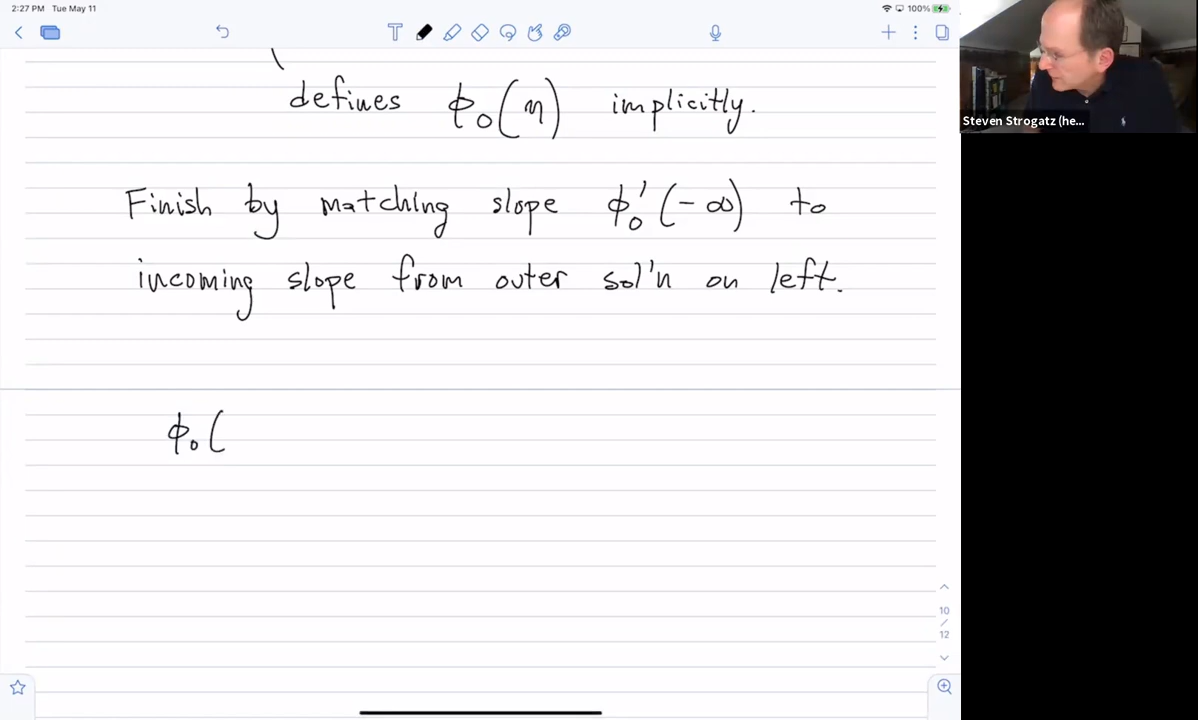 2:27 PM Tue May 11
100%
defines ϕ₀(η) implicitly.
Steven Strogatz (he...
Finish by matching slope ϕ₀'(-∞) to
incoming slope from outer sol'n on left.
ϕ₀(
10
/
12